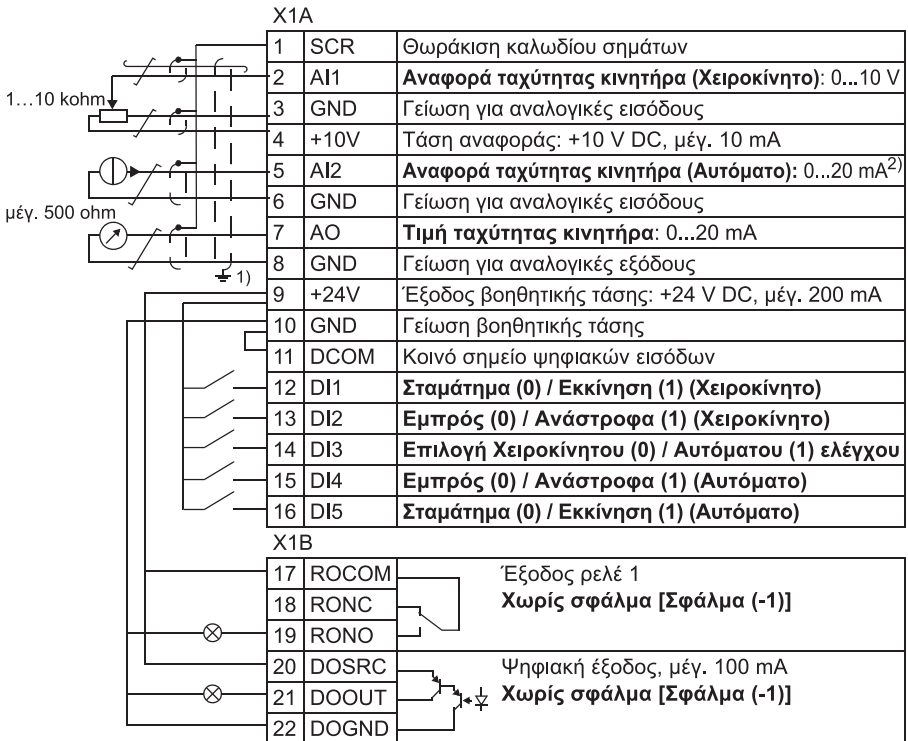 X1A
1 SCR Θωράκιση καλωδίου σημάτων
2 AI1 Αναφορά ταχύτητας κινητήρα (Χειροκίνητο): 0...10 V
1…10 kohm
3 GND Γείωση για αναλογικές εισόδους
4 +10V Τάση αναφοράς: +10 V DC, μέγ. 10 mA
5 AI2 Αναφορά ταχύτητας κινητήρα (Αυτόματο): 0...20 mA2)
6 GND Γείωση για αναλογικές εισόδους
μέγ. 500 ohm
7 AO Τιμή ταχύτητας κινητήρα: 0...20 mA
8 GND Γείωση για αναλογικές εξόδους
1)
9 +24V Έξοδος βοηθητικής τάσης: +24 V DC, μέγ. 200 mA
10 GND Γείωση βοηθητικής τάσης
11 DCOM Κοινό σημείο ψηφιακών εισόδων
12 DI1 Σταμάτημα (0) / Εκκίνηση (1) (Χειροκίνητο)
13 DI2 Εμπρός (0) / Ανάστροφα (1) (Χειροκίνητο)
14 DI3 Επιλογή Χειροκίνητου (0) / Αυτόματου (1) ελέγχου
15 DI4 Εμπρός (0) / Ανάστροφα (1) (Αυτόματο)
16 DI5 Σταμάτημα (0) / Εκκίνηση (1) (Αυτόματο)
X1B
17 ROCOM Έξοδος ρελέ 1
18 RONC Χωρίς σφάλμα [Σφάλμα (-1)]
19 RONO
20 DOSRC Ψηφιακή έξοδος, μέγ. 100 mA
21 DOOUT Χωρίς σφάλμα [Σφάλμα (-1)]
22 DOGND